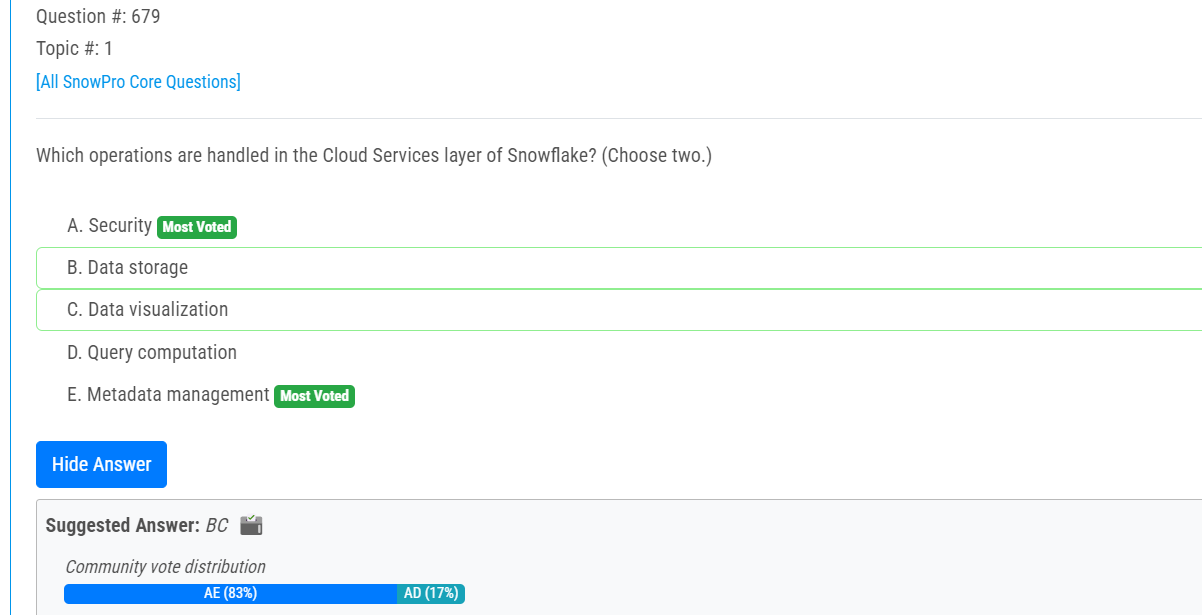 Question #: 679
Topic #: 1
[All SnowPro Core Questions]
Which operations are handled in the Cloud Services layer of Snowflake? (Choose two.)
A. Security Most Voted
B. Data storage
C. Data visualization
D. Query computation
E. Metadata management Most Voted
Hide Answer
Suggested Answer: BC
Community vote distribution
AE (83%) AD (17%)